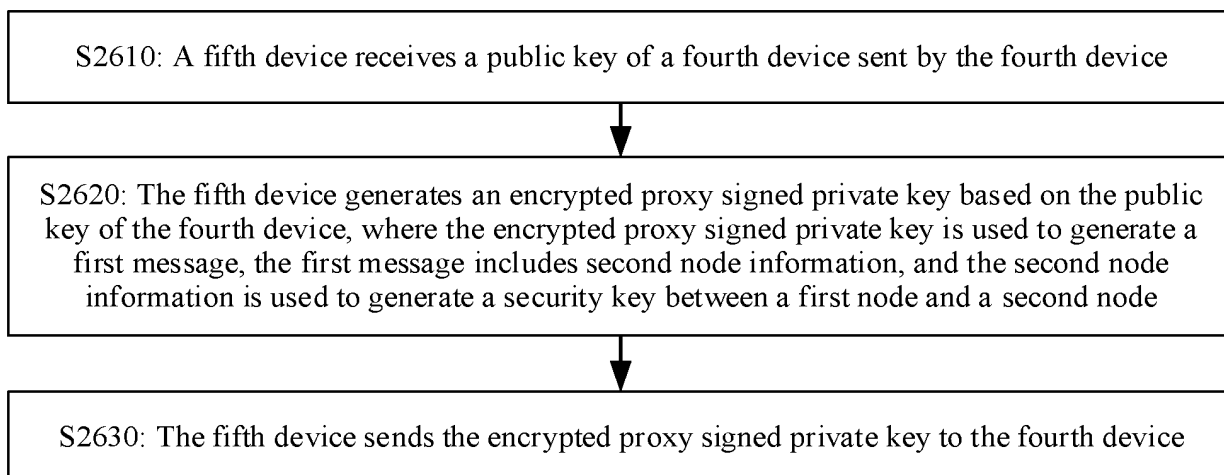 S2610: A fifth device receives a public key of a fourth device sent by the fourth device
S2620: The fifth device generates an encrypted proxy signed private key based on the public
key of the fourth device, where the encrypted proxy signed private key is used to generate a
first message, the first message includes second node information, and the second node
information is used to generate a security key between a first node and a second node
S2630: The fifth device sends the encrypted proxy signed private key to the fourth device